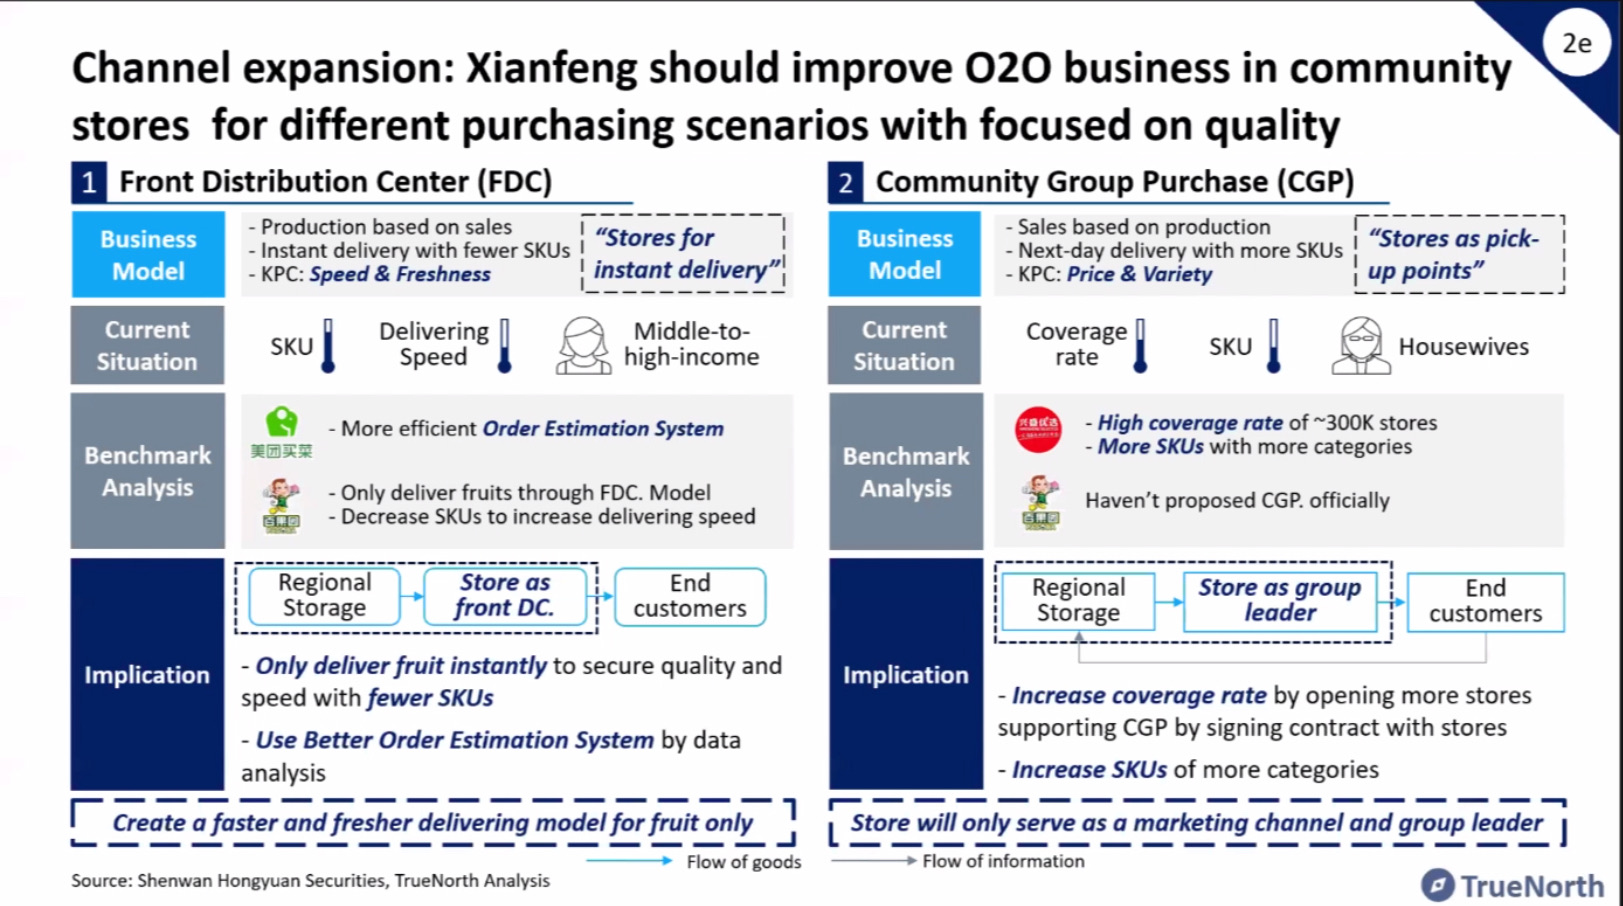 2e
Channel expansion: Xianfeng should improve O2O business in community
stores for different purchasing scenarios with focused on quality
1 Front Distribution Center (FDC)
Business
Model
- Production based on sales
- Instant delivery with fewer SKUs
- KPC: Speed & Freshness
“Stores for
instant delivery”
Current
Situation
SKU
Delivering
Speed
Middle-to-
high-income
Benchmark
Analysis
美团买菜
- More efficient Order Estimation System
百果园
- Only deliver fruits through FDC. Model
- Decrease SKUs to increase delivering speed
Implication
Regional
Storage
Store as
front DC.
End
customers
- Only deliver fruit instantly to secure quality and
speed with fewer SKUs
- Use Better Order Estimation System by data
analysis
Create a faster and fresher delivering model for fruit only
2 Community Group Purchase (CGP)
Business
Model
- Sales based on production
- Next-day delivery with more SKUs
- KPC: Price & Variety
“Stores as pick-
up points”
Current
Situation
Coverage
rate
SKU
Housewives
Benchmark
Analysis
兴盛优选
- High coverage rate of ~300K stores
- More SKUs with more categories
百果园
Haven’t proposed CGP. officially
Implication
Regional
Storage
Store as group
leader
End
customers
- Increase coverage rate by opening more stores
supporting CGP by signing contract with stores
- Increase SKUs of more categories
Store will only serve as a marketing channel and group leader
Flow of goods
Flow of information
Source: Shenwan Hongyuan Securities, TrueNorth Analysis
TrueNorth